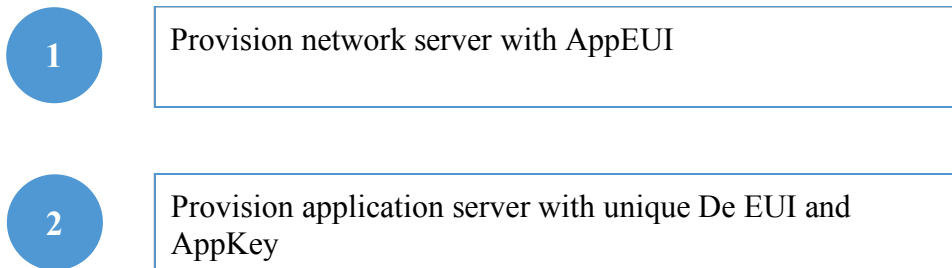 1
Provision network server with AppEUI
2
Provision application server with unique De EUI and
AppKey